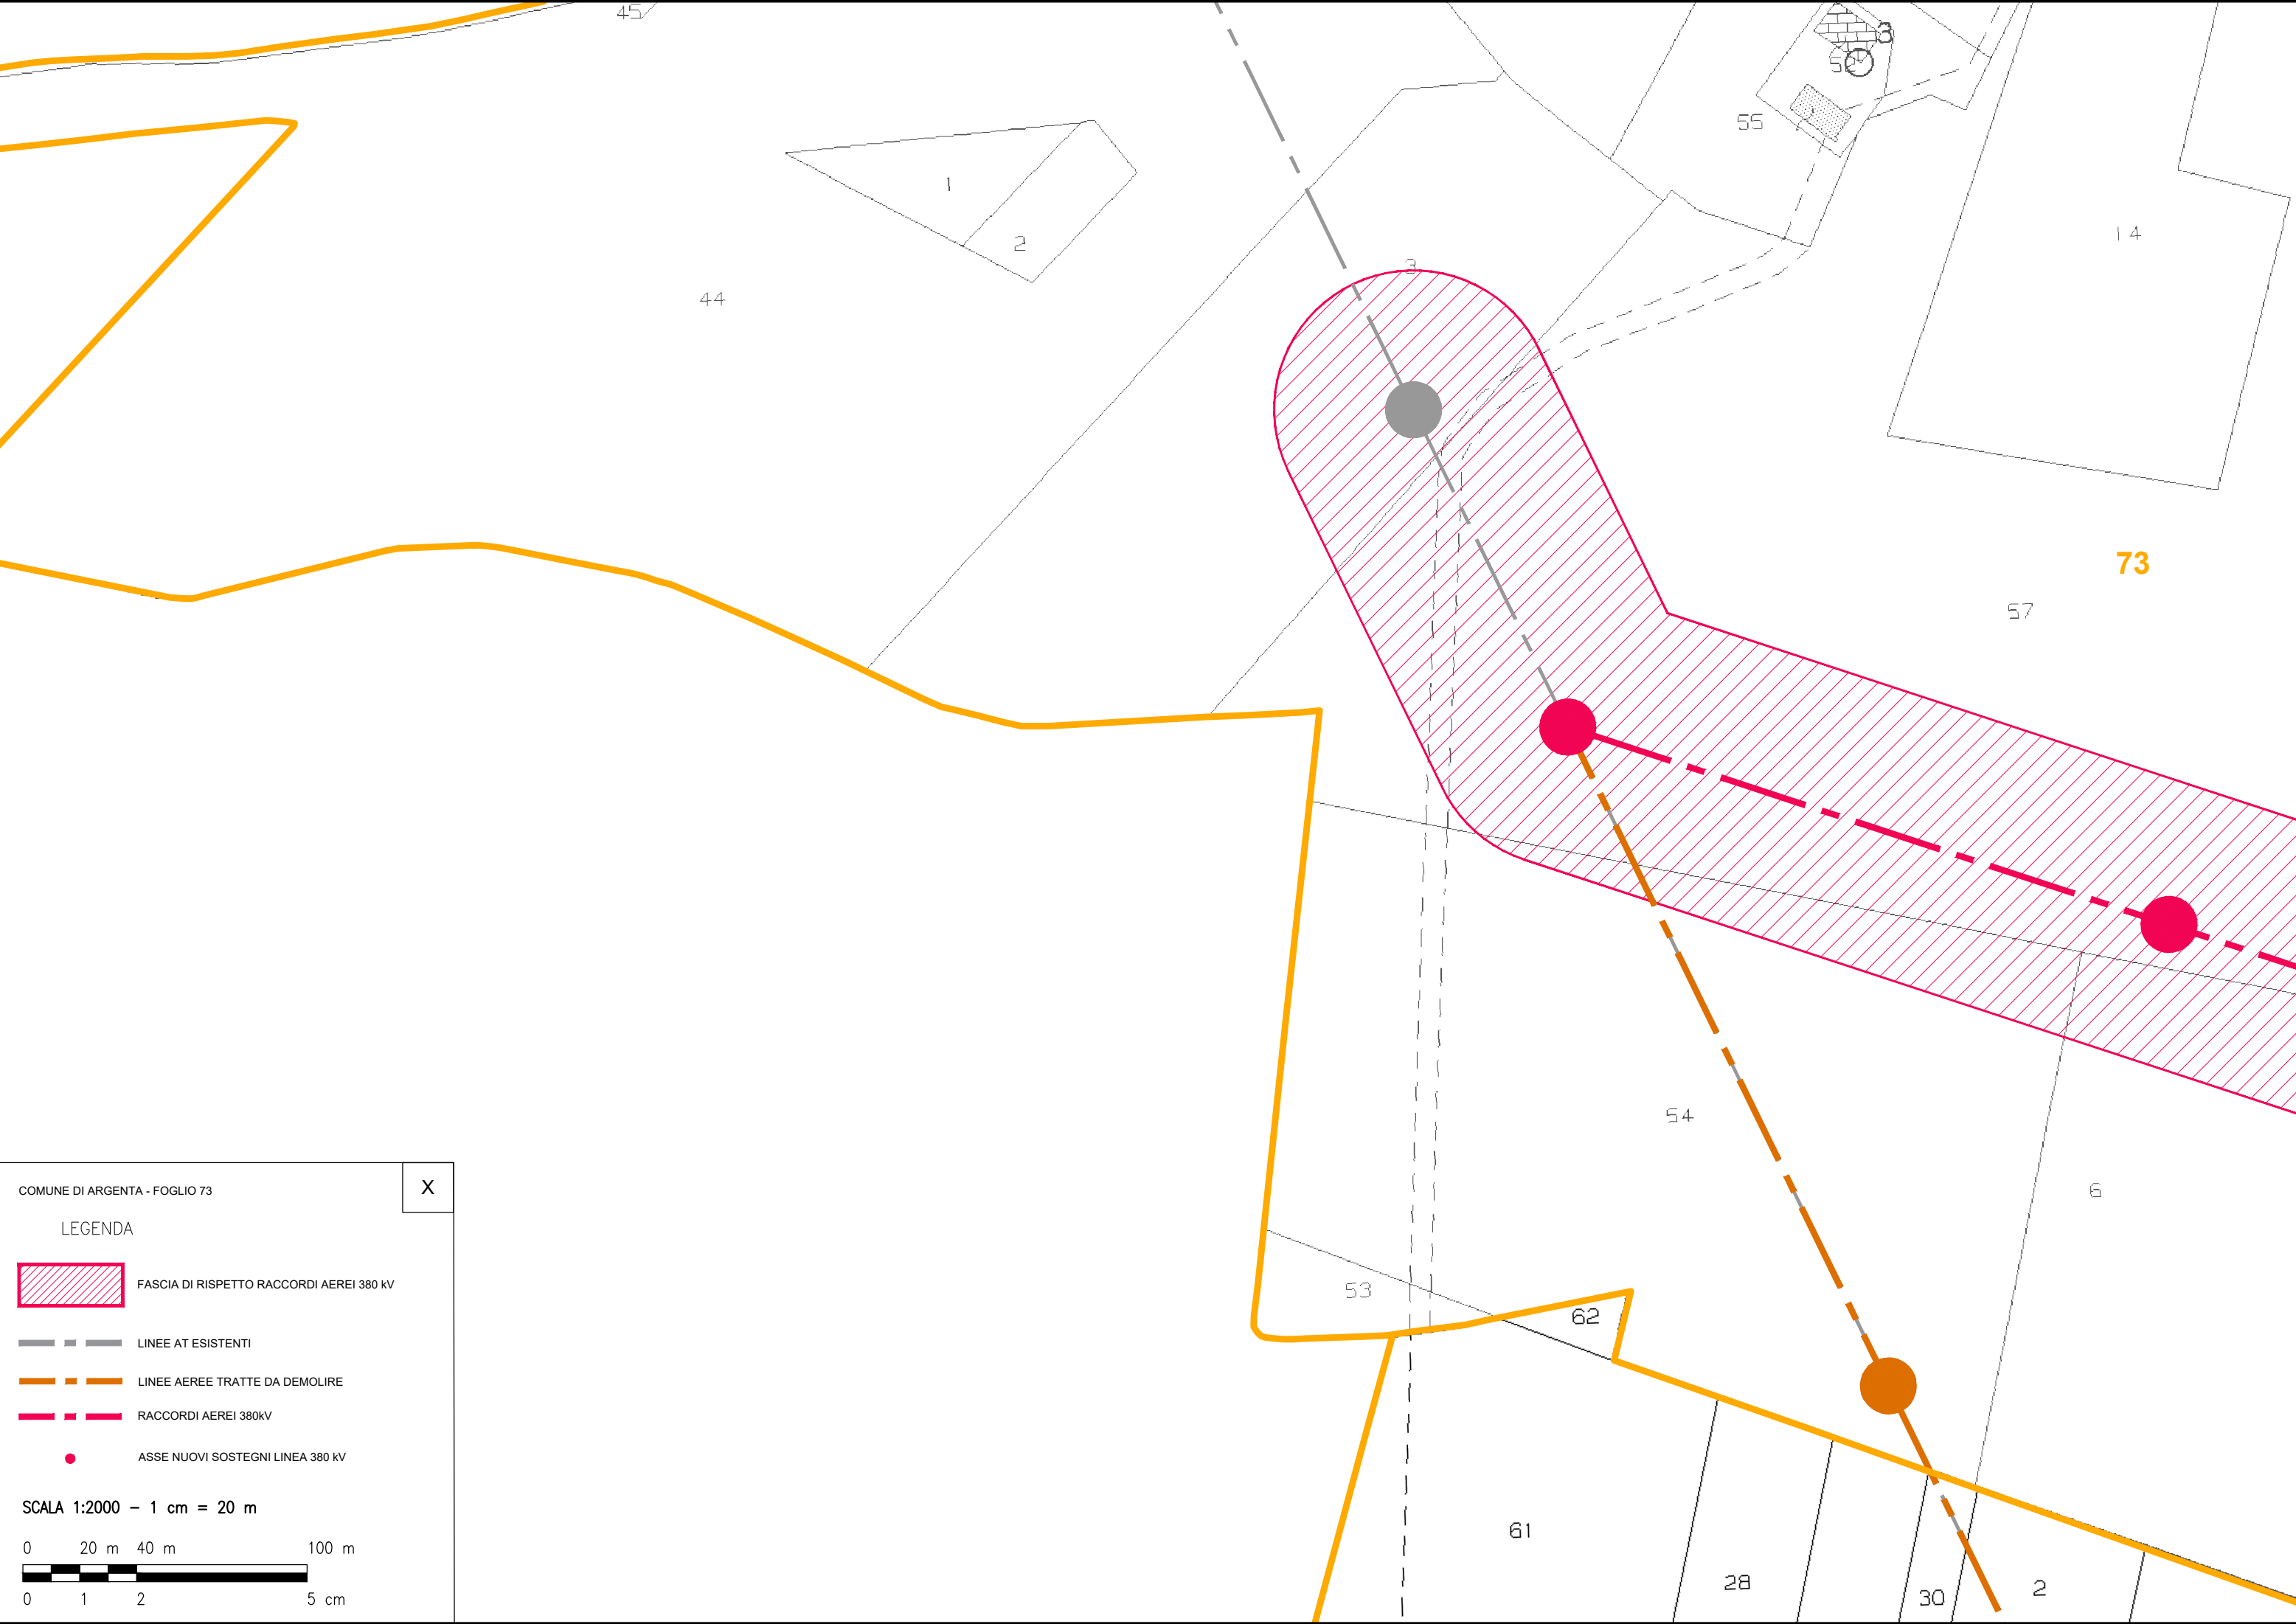 45
3
52
55
1
14
2
3
44
73
57
54
6
COMUNE DI ARGENTA - FOGLIO 73
X
LEGENDA
FASCIA DI RISPETTO RACCORDI AEREI 380 kV
53
62
LINEE AT ESISTENTI
LINEE AEREE TRATTE DA DEMOLIRE
RACCORDI AEREI 380kV
ASSE NUOVI SOSTEGNI LINEA 380 kV
SCALA 1:2000 - 1 cm = 20 m
0 20 m 40 m 100 m
0 1 2 5 cm
61
28
30
2